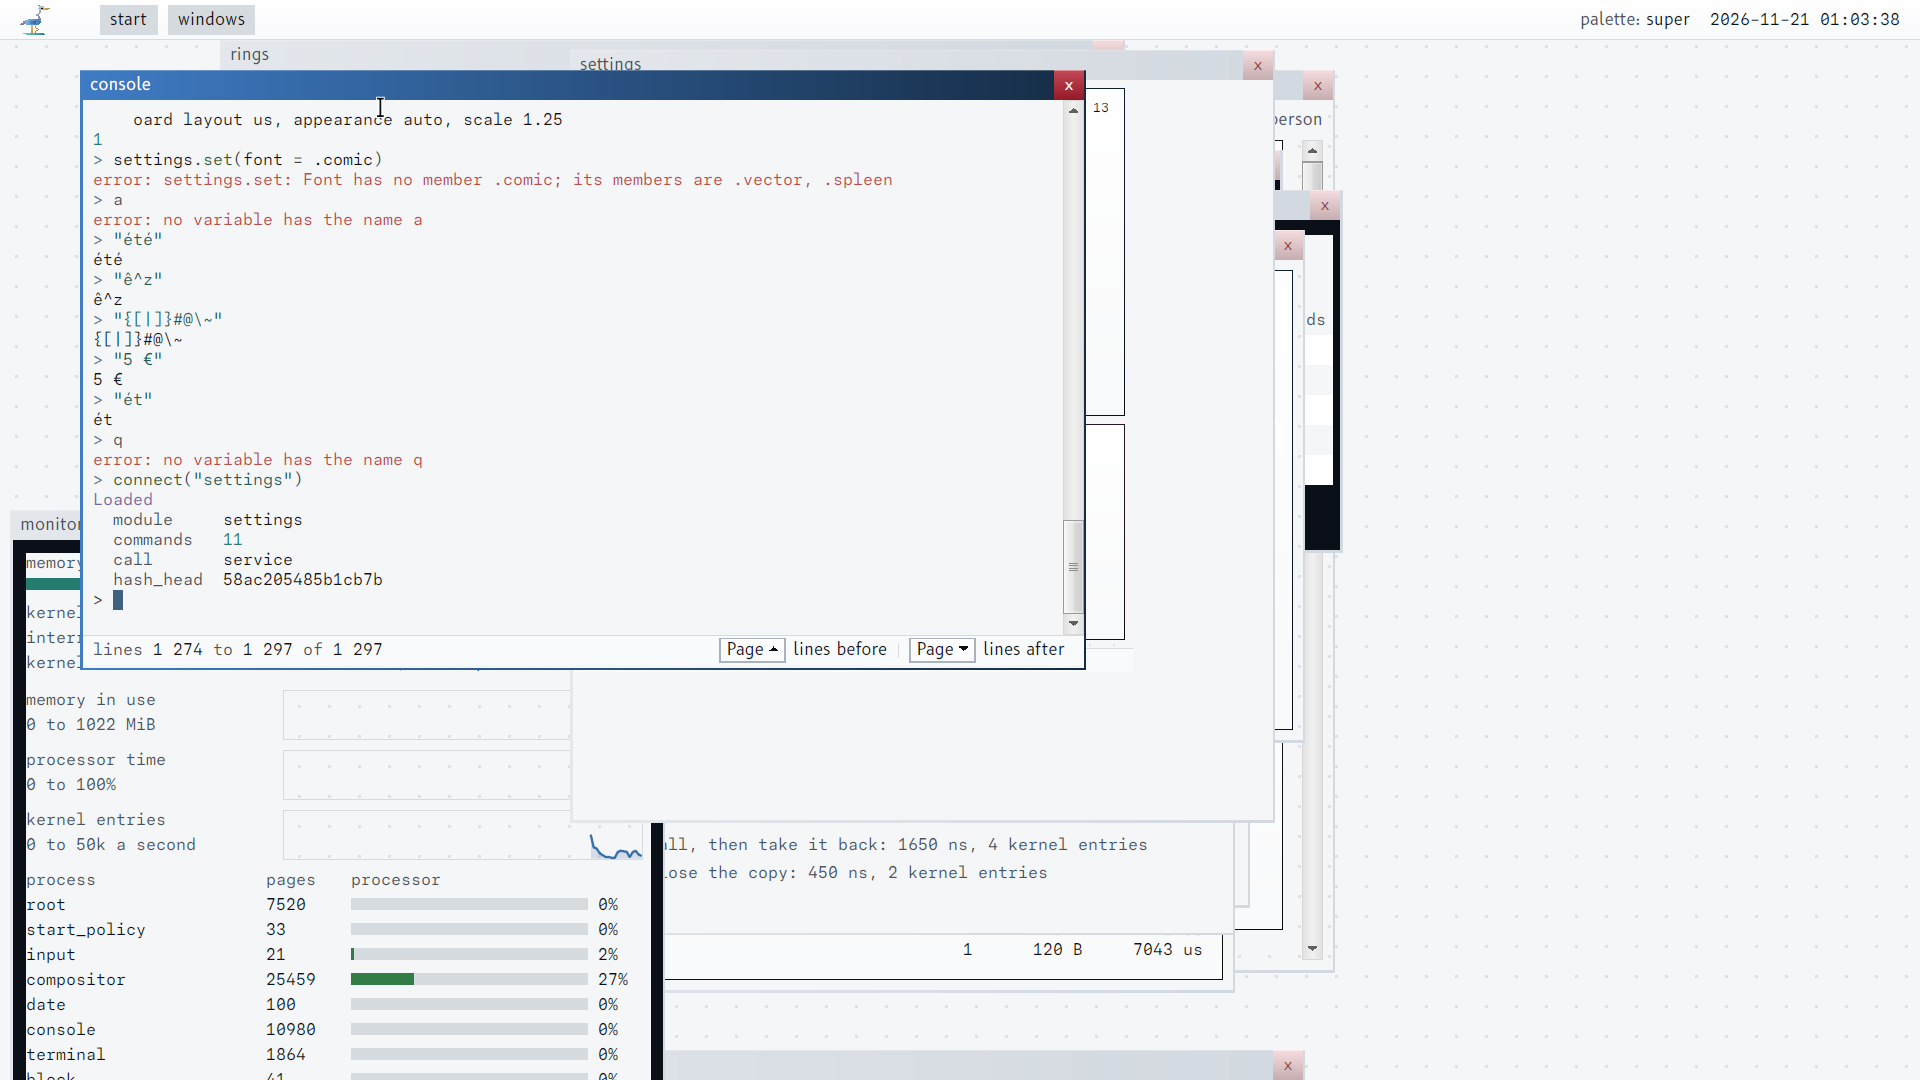 start windows palette: super 2026-11-21 01:03:38
rings
settings x
console x
x
oard layout us, appearance auto, scale 1.25
13
person
1
> settings.set(font = .comic)
error: settings.set: Font has no member .comic; its members are .vector, .spleen
> a
x
error: no variable has the name a
> "été"
x
été
> "ê^z"
ê^z
> "{[|]}#@\~"
ds
{[|]}#@\~
> "5 €"
5 €
> "ét"
ét
> q
error: no variable has the name q
> connect("settings")
Loaded
module settings
commands 11
call service
hash_head 58ac205485b1cb7b
>
lines 1 274 to 1 297 of 1 297 Page lines before Page lines after
monitor
memory
kernel
inter
kernel
memory in use
0 to 1022 MiB
processor time
0 to 100%
kernel entries
0 to 50k a second
all, then take it back: 1650 ns, 4 kernel entries
lose the copy: 450 ns, 2 kernel entries
process pages processor
root 7520 0%
start_policy 33 0%
input 21 2%
1 120 B 7043 us
compositor 25459 27%
date 100 0%
console 10980 0%
terminal 1864 0%
x
block 41 0%